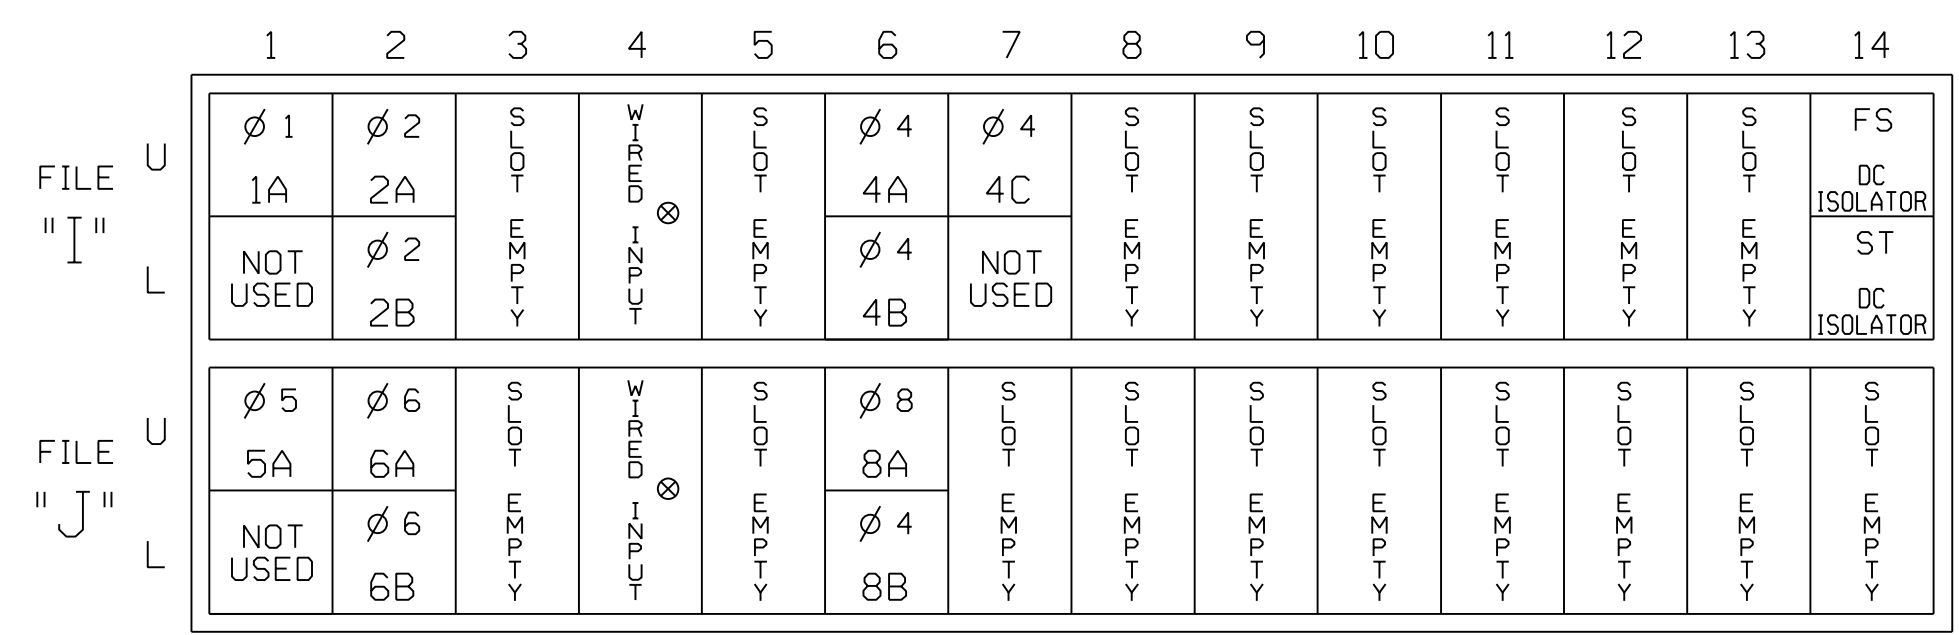 1 2 3 4 5 6 7 8 9 10 11 12 13 14
FILE "I"
U
L
Ø 1
1A
NOT USED
Ø 2
2A
Ø 2
2B
SLOT EMPTY
WIRED INPUT
SLOT EMPTY
Ø 4
4A
Ø 4
4B
Ø 4
4C
NOT USED
SLOT EMPTY
SLOT EMPTY
SLOT EMPTY
SLOT EMPTY
SLOT EMPTY
SLOT EMPTY
FS
DC
ISOLATOR
ST
DC
ISOLATOR
FILE "J"
U
L
Ø 5
5A
NOT USED
Ø 6
6A
Ø 6
6B
SLOT EMPTY
WIRED INPUT
SLOT EMPTY
Ø 8
8A
Ø 4
8B
SLOT EMPTY
SLOT EMPTY
SLOT EMPTY
SLOT EMPTY
SLOT EMPTY
SLOT EMPTY
SLOT EMPTY
SLOT EMPTY